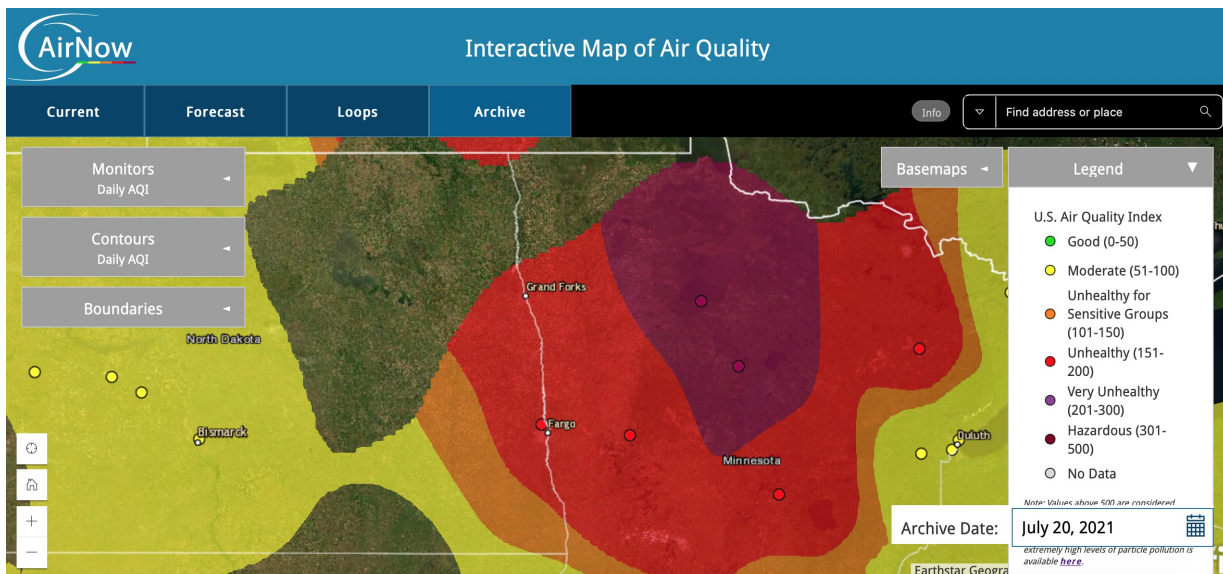 AirNow
Interactive Map of Air Quality
Current
Forecast
Loops
Archive
Info
Find address or place
Monitors
Daily AQI
Contours
Daily AQI
Boundaries
Basemaps
Legend
U.S. Air Quality Index
Good (0-50)
Moderate (51-100)
Unhealthy for
Sensitive Groups
(101-150)
Unhealthy (151-
200)
Very Unhealthy
(201-300)
Hazardous (301-
500)
No Data
Note: Values above 500 are considered
Grand Forks
North Dakota
Fargo
Bismarck
Duluth
Minnesota
Archive Date:
July 20, 2021
extremely high levels of particle pollution is
available here.
Earthstar Geogra